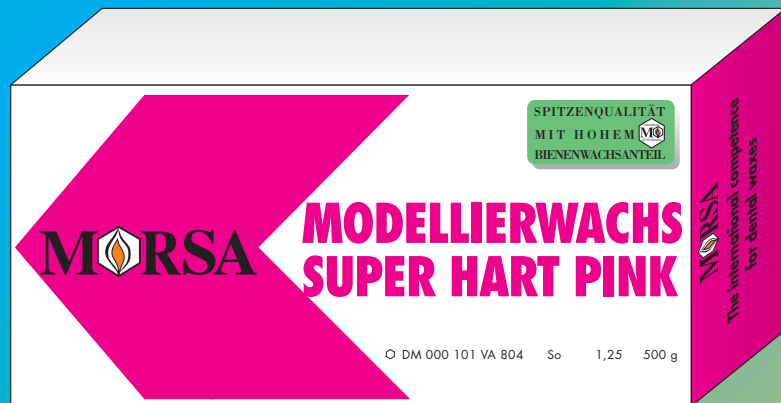 SPITZENQUALITÄT
MIT HOHEM
BIENENWACHSANTEIL
MORSA
MODELLIERWACHS
SUPER HART PINK
DM 000 101 VA 804 So 1,25 500 g
MORSA
The international competence
for dental waxes